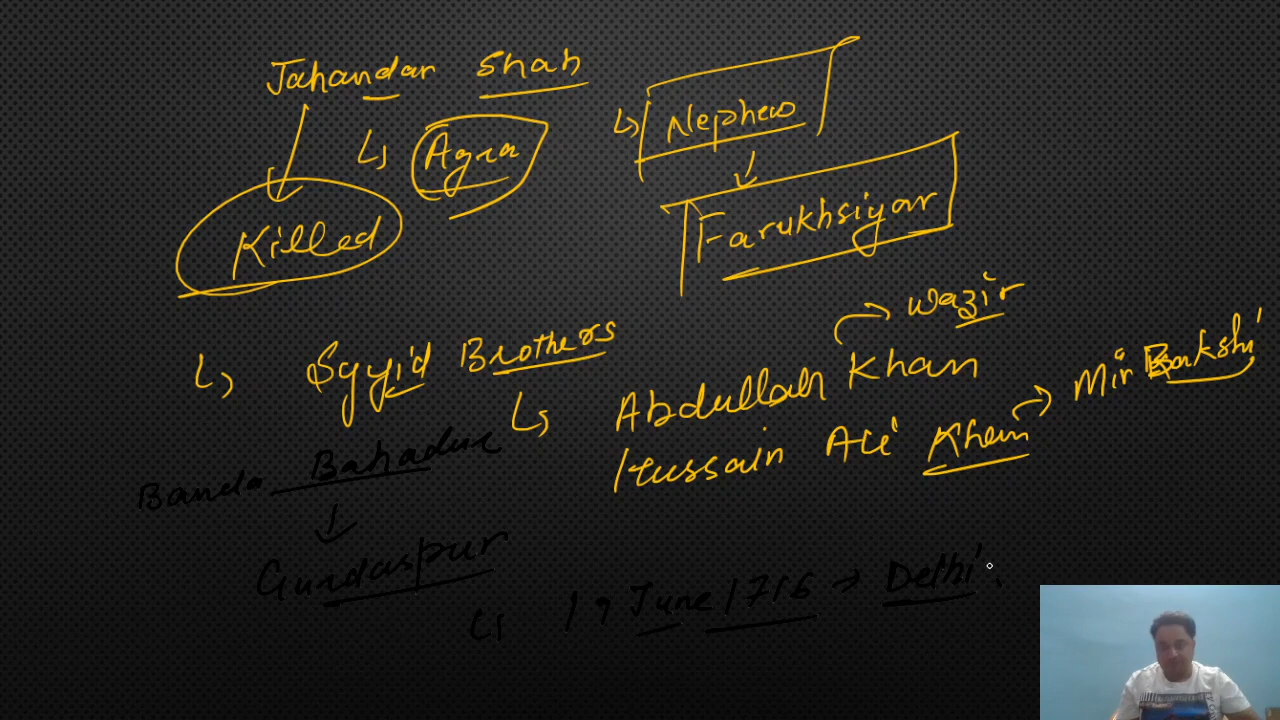 Jahandar Shah
Agra
Nephew
Farukhsiyar
Killed
Syyid Brothers
Wazir
Abdullah Khan
Mir Bakshi
Hussain Ali Khan
Banda Bahadur
Gurdaspur
19 June 1716 → Delhi